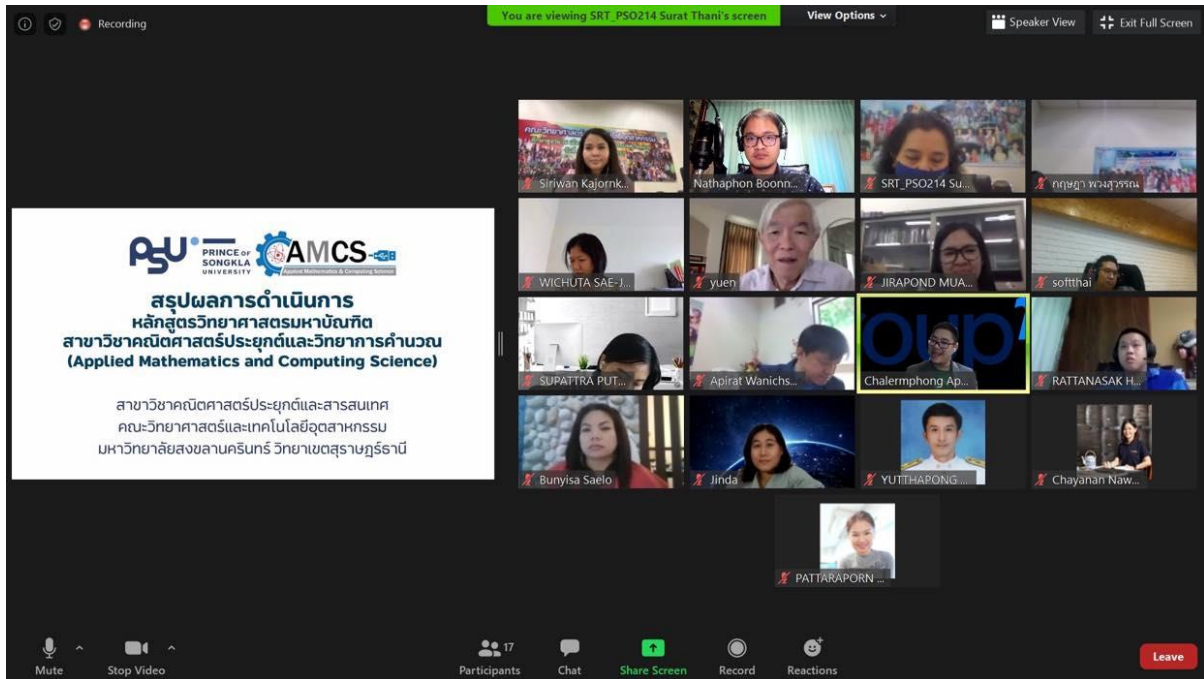 Recording
You are viewing SRT_PSO214 Surat Thani's screen
View Options
Speaker View
Exit Full Screen
PSU PRINCE OF SONGKLA UNIVERSITY
AMCS
Applied Mathematics & Computing Science
สรุปผลการดำเนินการ
หลักสูตรวิทยาศาสตรมหาบัณฑิต
สาขาวิชาคณิตศาสตร์ประยุกต์และวิทยาการคำนวณ
(Applied Mathematics and Computing Science)
สาขาวิชาคณิตศาสตร์ประยุกต์และสารสนเทศ
คณะวิทยาศาสตร์และเทคโนโลยีอุตสาหกรรม
มหาวิทยาลัยสงขลานครินทร์ วิทยาเขตสุราษฎร์ธานี
Siriwan Kajornk...
Nathaphon Boonn...
SRT_PSO214 Su...
กฤษฎา พวงสุวรรณ
WICHUTA SAE-J...
yuen
JIRAPOND MUA...
softthai
SUPATTRA PUT...
Apirat Wanichs...
oup
Chalermphong Ap...
RATTANASAK H...
Bunyisa Saelo
Jinda
YUTTHAPONG ...
Chayanan Naw...
PATTARAPORN ...
Mute
Stop Video
Participants
17
Chat
Share Screen
Record
Reactions
Leave